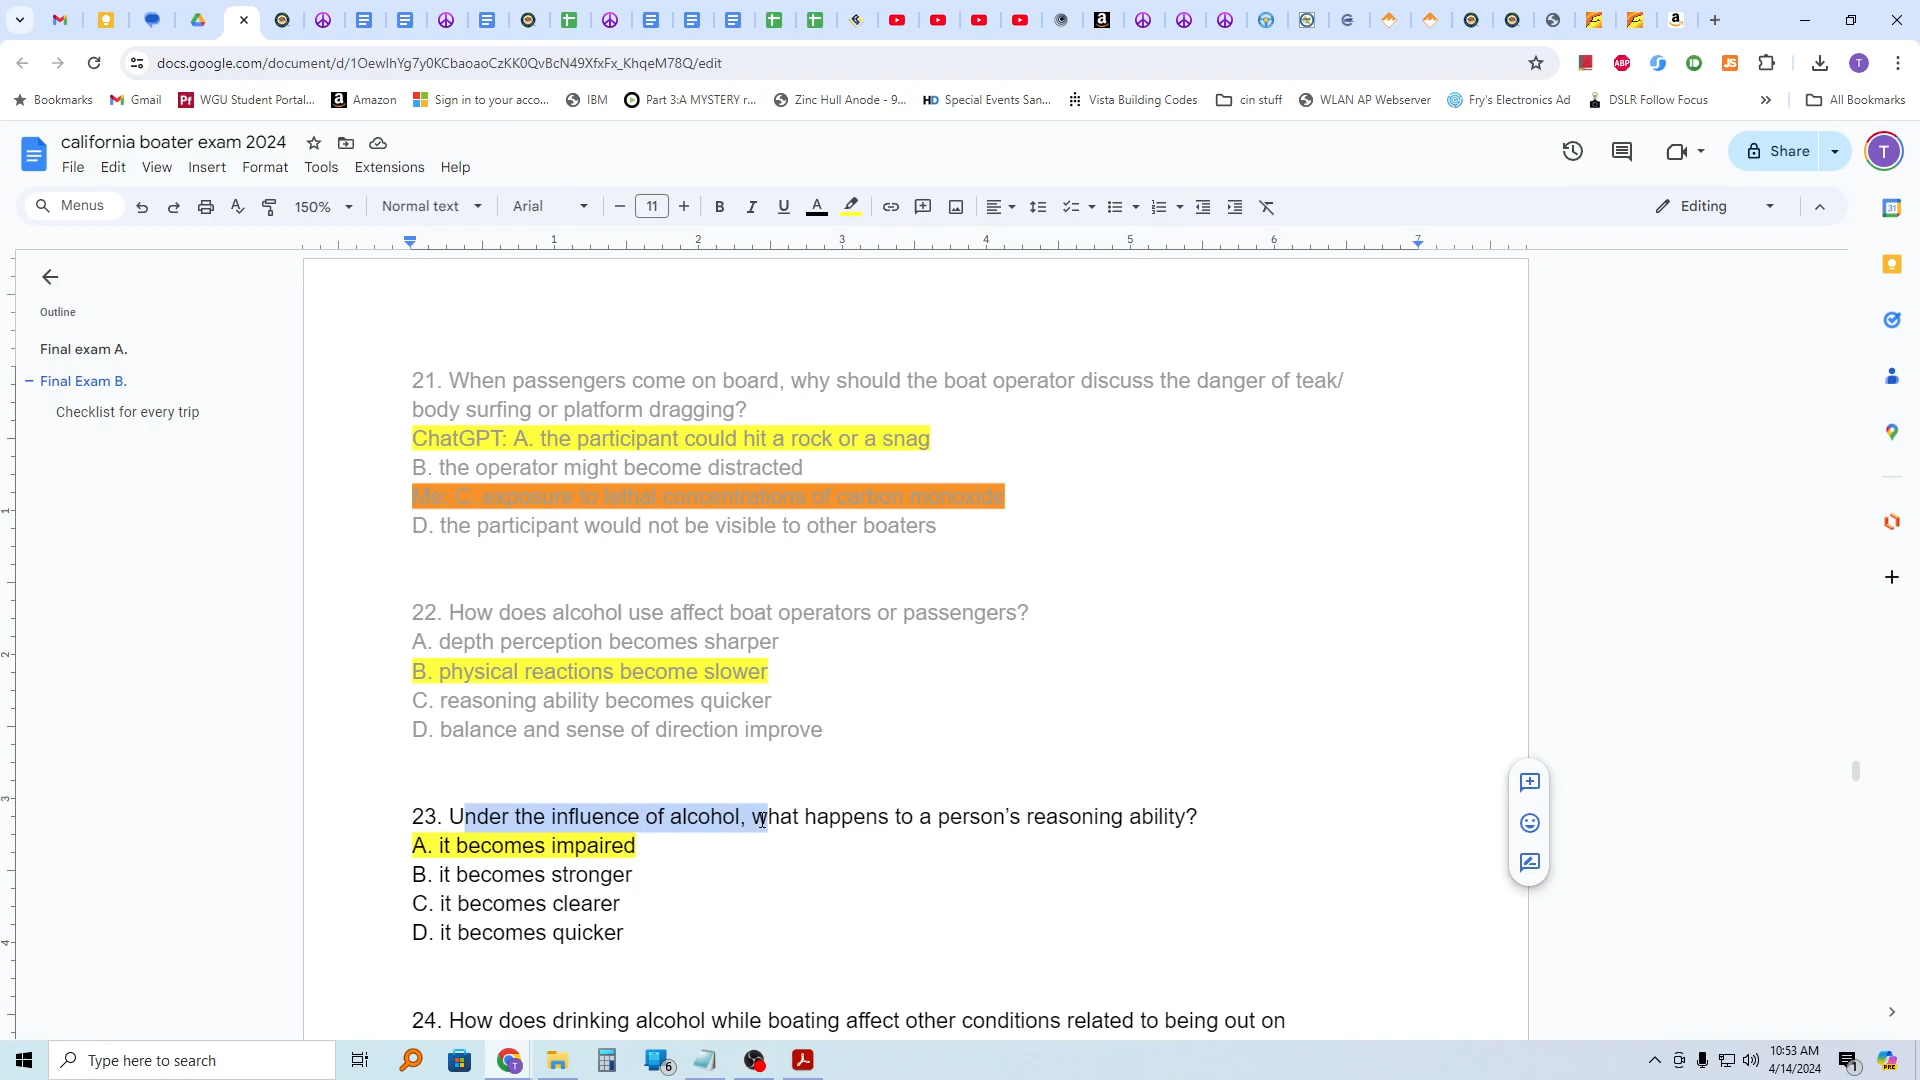 docs.google.com/document/d/1OewlhYg7y0KCbaoaoCzKK0QvBcN49XfxFx_KhqeM78Q/edit
Bookmarks Gmail WGU Student Portal... Amazon Sign in to your acco... IBM Part 3:A MYSTERY r... Zinc Hull Anode - 9... Special Events San... Vista Building Codes cin stuff WLAN AP Webserver Fry's Electronics Ad DSLR Follow Focus » All Bookmarks
california boater exam 2024
File Edit View Insert Format Tools Extensions Help
Share
T
Menus 150% Normal text Arial 11 B I U A Editing
1 2 3 4 5 6 7
Outline
Final exam A.
Final Exam B.
Checklist for every trip
21. When passengers come on board, why should the boat operator discuss the danger of teak/
body surfing or platform dragging?
ChatGPT: A. the participant could hit a rock or a snag
B. the operator might become distracted
Me: C. exposure to lethal concentrations of carbon monoxide
D. the participant would not be visible to other boaters
22. How does alcohol use affect boat operators or passengers?
A. depth perception becomes sharper
B. physical reactions become slower
C. reasoning ability becomes quicker
D. balance and sense of direction improve
23. Under the influence of alcohol, what happens to a person’s reasoning ability?
A. it becomes impaired
B. it becomes stronger
C. it becomes clearer
D. it becomes quicker
24. How does drinking alcohol while boating affect other conditions related to being out on
Type here to search
10:53 AM
4/14/2024